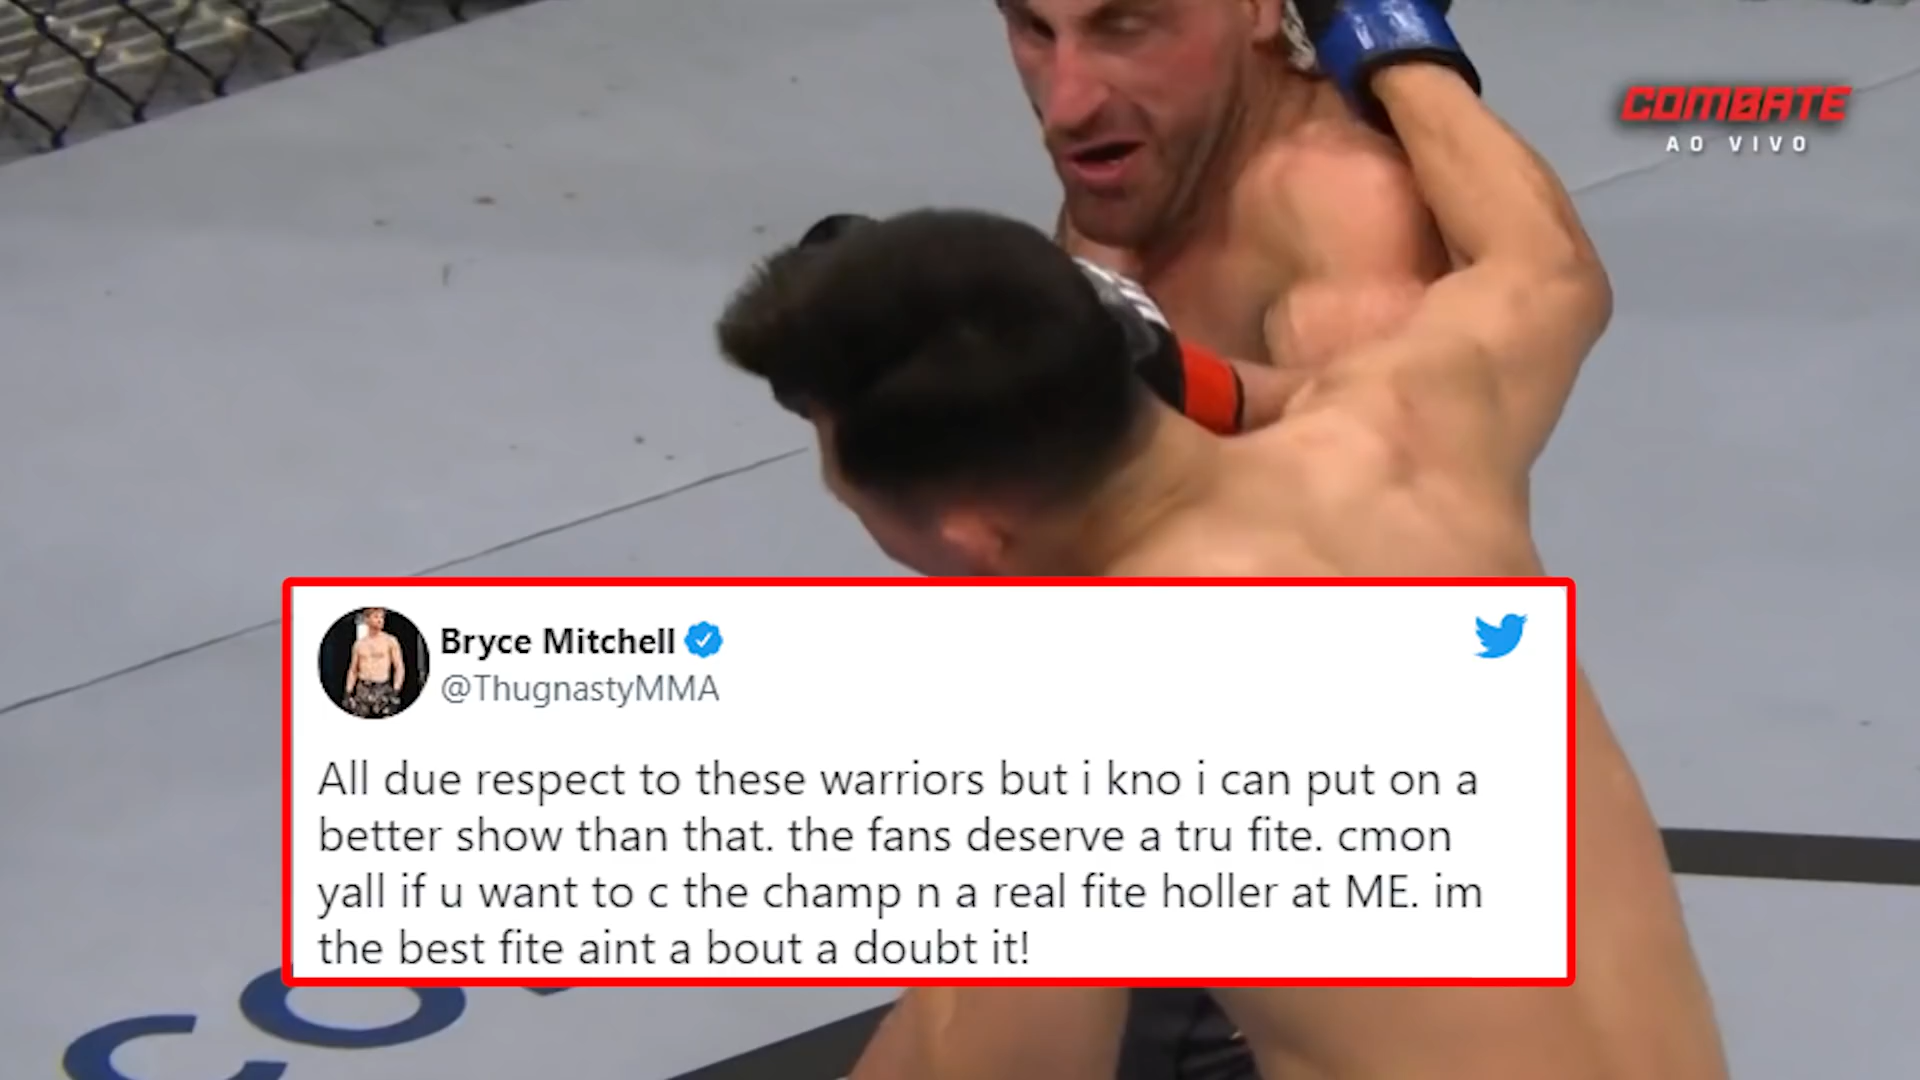 COMBATE
AO VIVO
Bryce Mitchell
@ThugnastyMMA
All due respect to these warriors but i kno i can put on a
better show than that. the fans deserve a tru fite. cmon
yall if u want to c the champ n a real fite holler at ME. im
the best fite aint a bout a doubt it!
CO